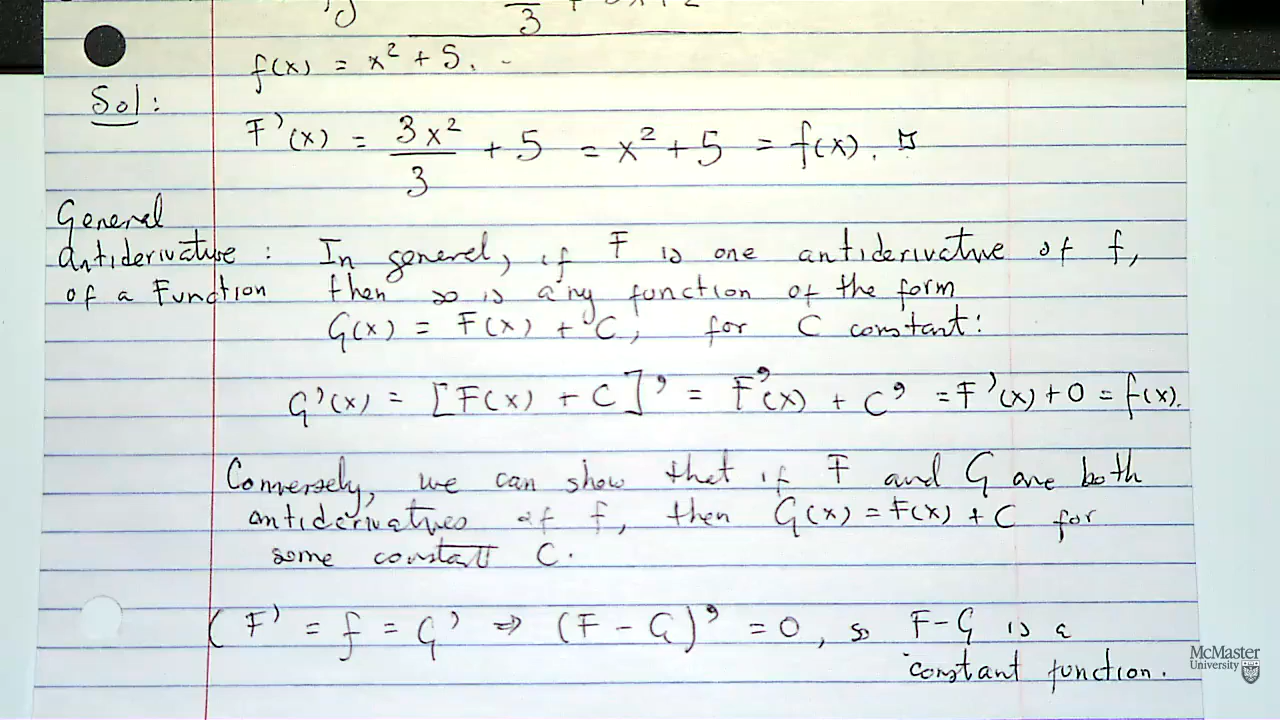 3
f(x) = x² + 5.
Sol:
F'(x) = 3x²/3 + 5 = x² + 5 = f(x).
General
Antiderivative : In general, if F is one antiderivative of f,
of a Function then so is any function of the form
G(x) = F(x) + C, for C constant:
G'(x) = [F(x) + C]' = F'(x) + C' = F'(x) + 0 = f(x).
Conversely, we can show that if F and G are both
antiderivatives of f, then G(x) = F(x) + C for
some constant C.
(F' = f = G' ⇒ (F - G)' = 0, so F-G is a
constant function.
McMaster
University